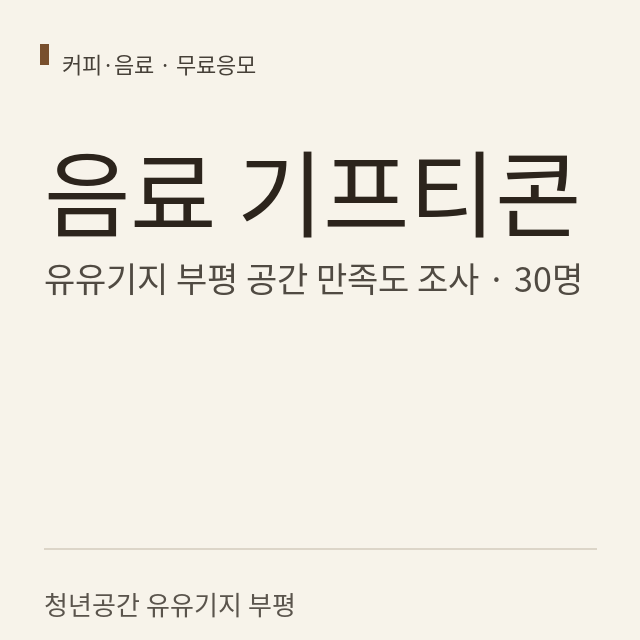 커피·음료 · 무료응모
음료 기프티콘
유유기지 부평 공간 만족도 조사 · 30명
청년공간 유유기지 부평